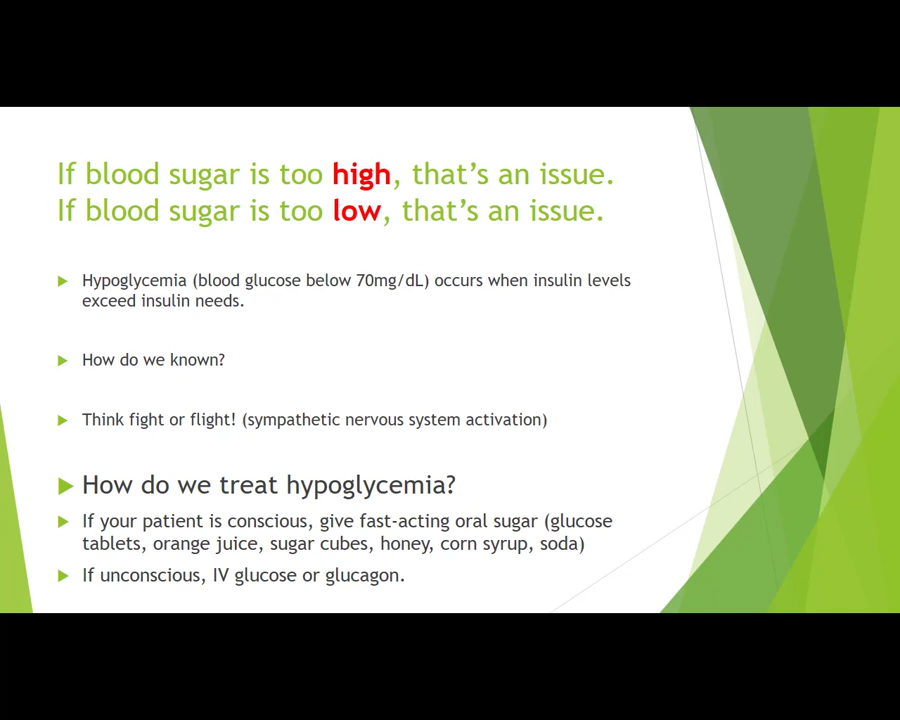 If blood sugar is too high, that's an issue.
If blood sugar is too low, that's an issue.
Hypoglycemia (blood glucose below 70mg/dL) occurs when insulin levels
exceed insulin needs.
How do we known?
Think fight or flight! (sympathetic nervous system activation)
How do we treat hypoglycemia?
If your patient is conscious, give fast-acting oral sugar (glucose
tablets, orange juice, sugar cubes, honey, corn syrup, soda)
If unconscious, IV glucose or glucagon.